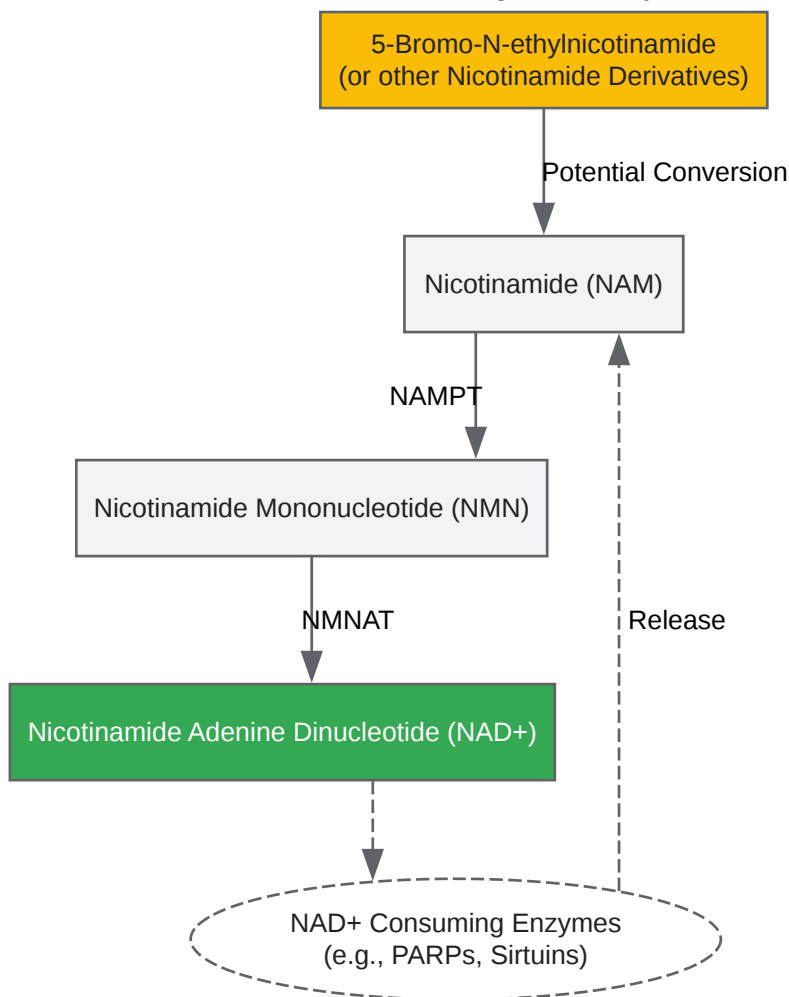 5-Bromo-N-ethylnicotinamide
(or other Nicotinamide Derivatives)
Potential Conversion
Nicotinamide (NAM)
NAMPT
Nicotinamide Mononucleotide (NMN)
NMNAT
Release
Nicotinamide Adenine Dinucleotide (NAD+)
NAD+ Consuming Enzymes
(e.g., PARPs, Sirtuins)